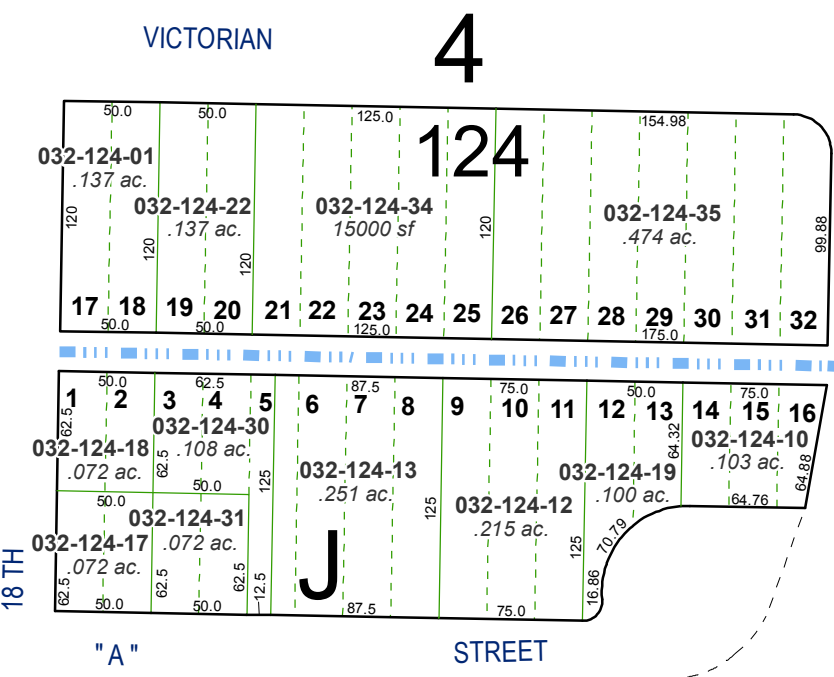 VICTORIAN
4
50.0 50.0 125.0 154.98
124
032-124-01
.137 ac.
032-124-22
.137 ac.
032-124-34
15000 sf
032-124-35
.474 ac.
120 120 120 120 99.88
17 18 19 20 21 22 23 24 25 26 27 28 29 30 31 32
50.0 50.0 125.0 175.0
50.0 62.5 87.5 75.0 50.0 75.0
1 2 3 4 5 6 7 8 9 10 11 12 13 14 15 16
62.5 62.5 125 125 125 64.32 64.88
032-124-18
.072 ac.
032-124-30
.108 ac.
032-124-13
.251 ac.
032-124-12
.215 ac.
032-124-19
.100 ac.
032-124-10
.103 ac.
50.0 50.0 64.76
032-124-17
.072 ac.
032-124-31
.072 ac.
J
70.79
16.86
62.5 62.5 62.5 12.5
50.0 50.0 87.5 75.0
18 TH
"A"
STREET